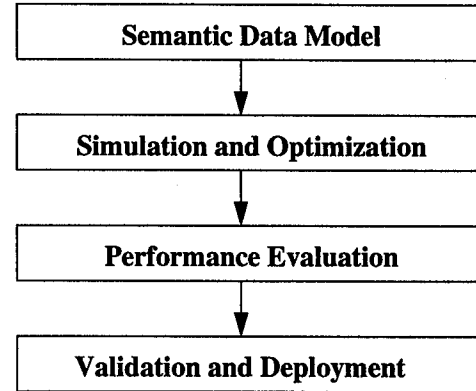 Semantic Data Model
Simulation and Optimization
Performance Evaluation
Validation and Deployment